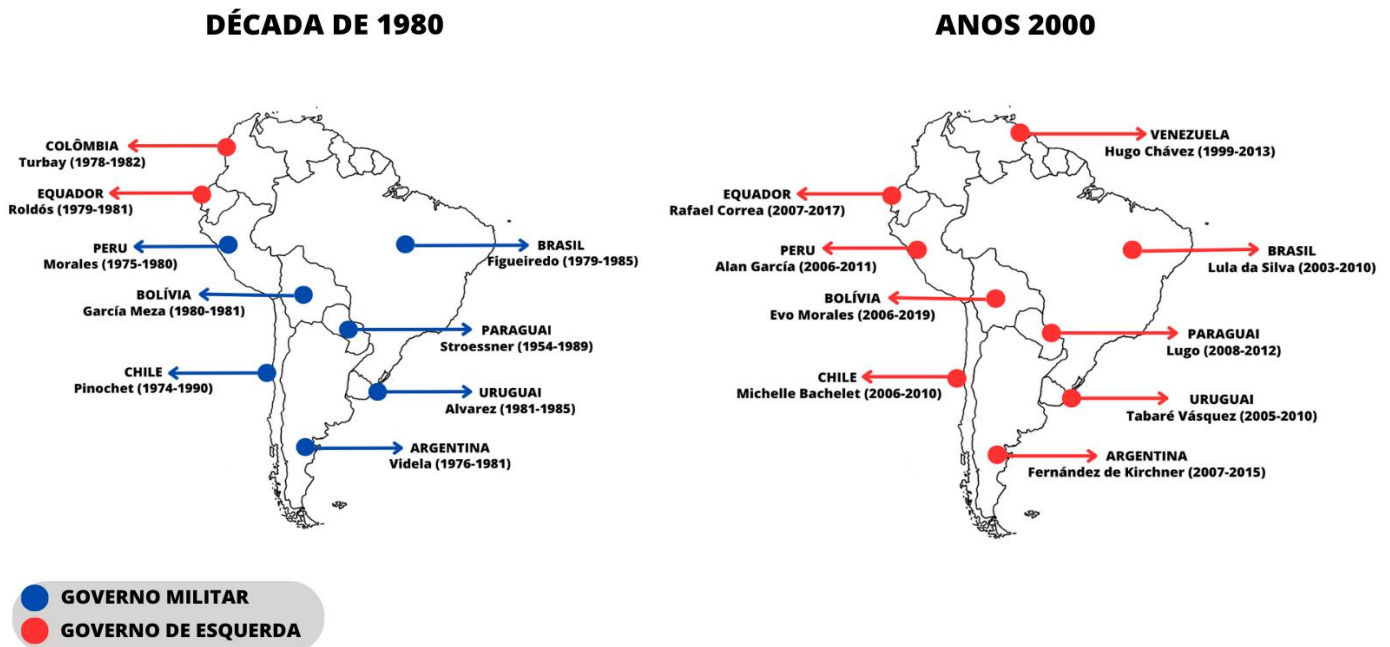 DÉCADA DE 1980
COLÔMBIA
Turbay (1978-1982)
EQUADOR
Roldós (1979-1981)
PERU
Morales (1975-1980)
BOLÍVIA
García Meza (1980-1981)
CHILE
Pinochet (1974-1990)
BRASIL
Figueiredo (1979-1985)
PARAGUAI
Stroessner (1954-1989)
URUGUAI
Alvarez (1981-1985)
ARGENTINA
Videla (1976-1981)
ANOS 2000
VENEZUELA
Hugo Chávez (1999-2013)
EQUADOR
Rafael Correa (2007-2017)
PERU
Alan García (2006-2011)
BOLÍVIA
Evo Morales (2006-2019)
CHILE
Michelle Bachelet (2006-2010)
BRASIL
Lula da Silva (2003-2010)
PARAGUAI
Lugo (2008-2012)
URUGUAI
Tabaré Vásquez (2005-2010)
ARGENTINA
Fernández de Kirchner (2007-2015)
GOVERNO MILITAR
GOVERNO DE ESQUERDA